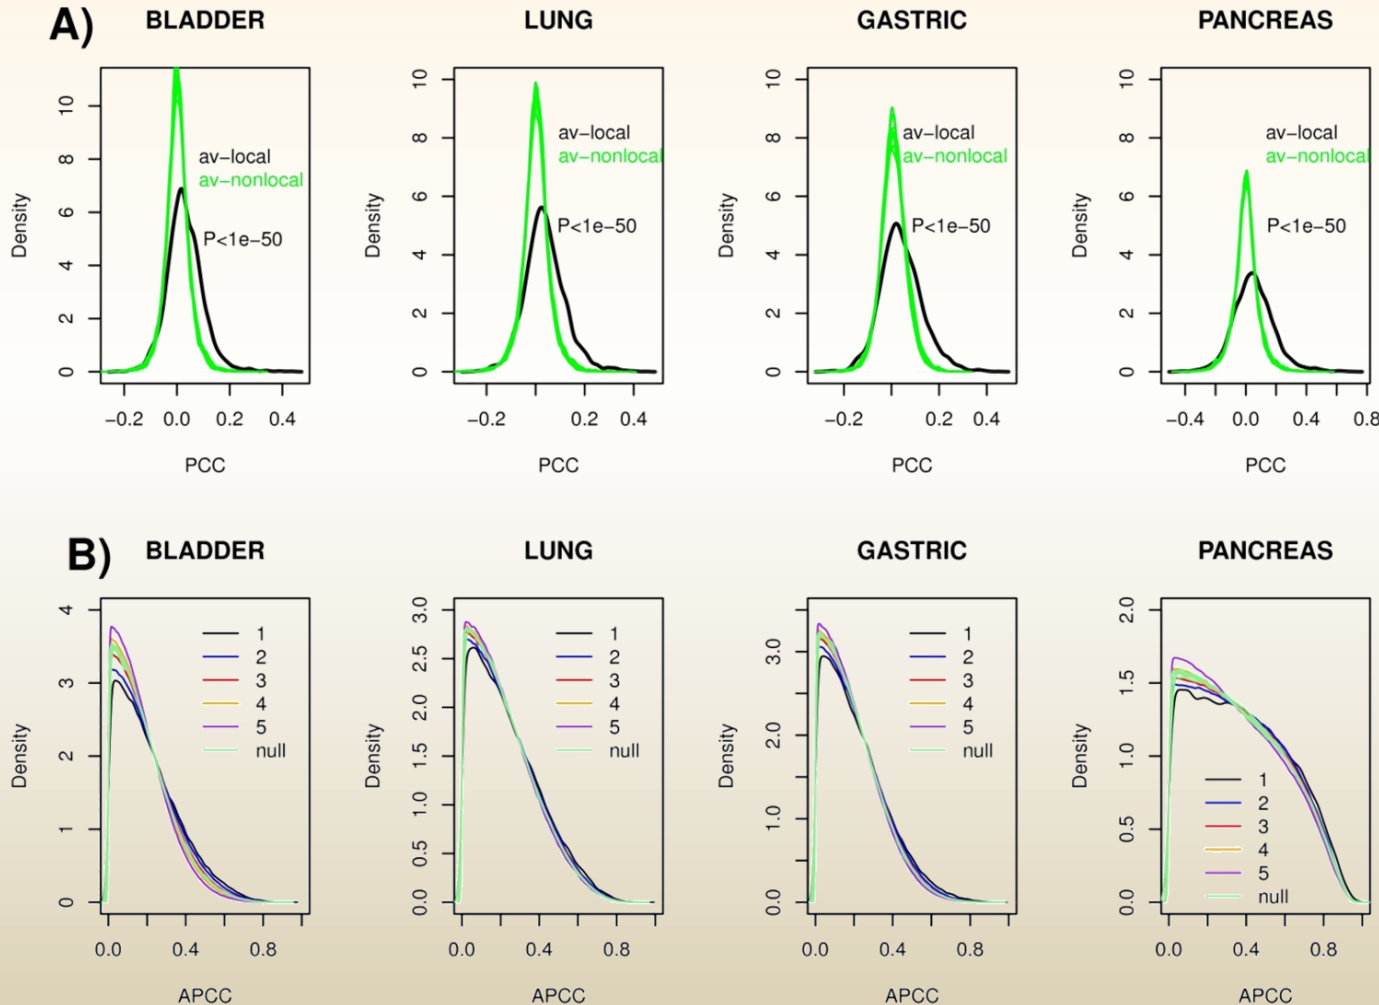 A)
BLADDER
LUNG
GASTRIC
PANCREAS
Density
10
8
6
4
2
0
av−local
av−nonlocal
P<1e−50
−0.2
0.0
0.2
0.4
PCC
Density
10
8
6
4
2
0
av−local
av−nonlocal
P<1e−50
−0.2
0.2
0.4
PCC
Density
10
8
6
4
2
0
av−local
av−nonlocal
P<1e−50
−0.2
0.2
0.4
PCC
Density
10
8
6
4
2
0
av−local
av−nonlocal
P<1e−50
−0.4
0.0
0.4
0.8
PCC
B)
BLADDER
LUNG
GASTRIC
PANCREAS
Density
4
3
2
1
0
1
2
3
4
5
null
0.0
0.4
0.8
APCC
Density
3.0
2.5
2.0
1.5
1.0
0.5
0.0
1
2
3
4
5
null
0.0
0.4
0.8
APCC
Density
3.0
2.0
1.0
0.0
1
2
3
4
5
null
0.0
0.4
0.8
APCC
Density
2.0
1.5
1.0
0.5
0.0
1
2
3
4
5
null
0.0
0.4
0.8
APCC